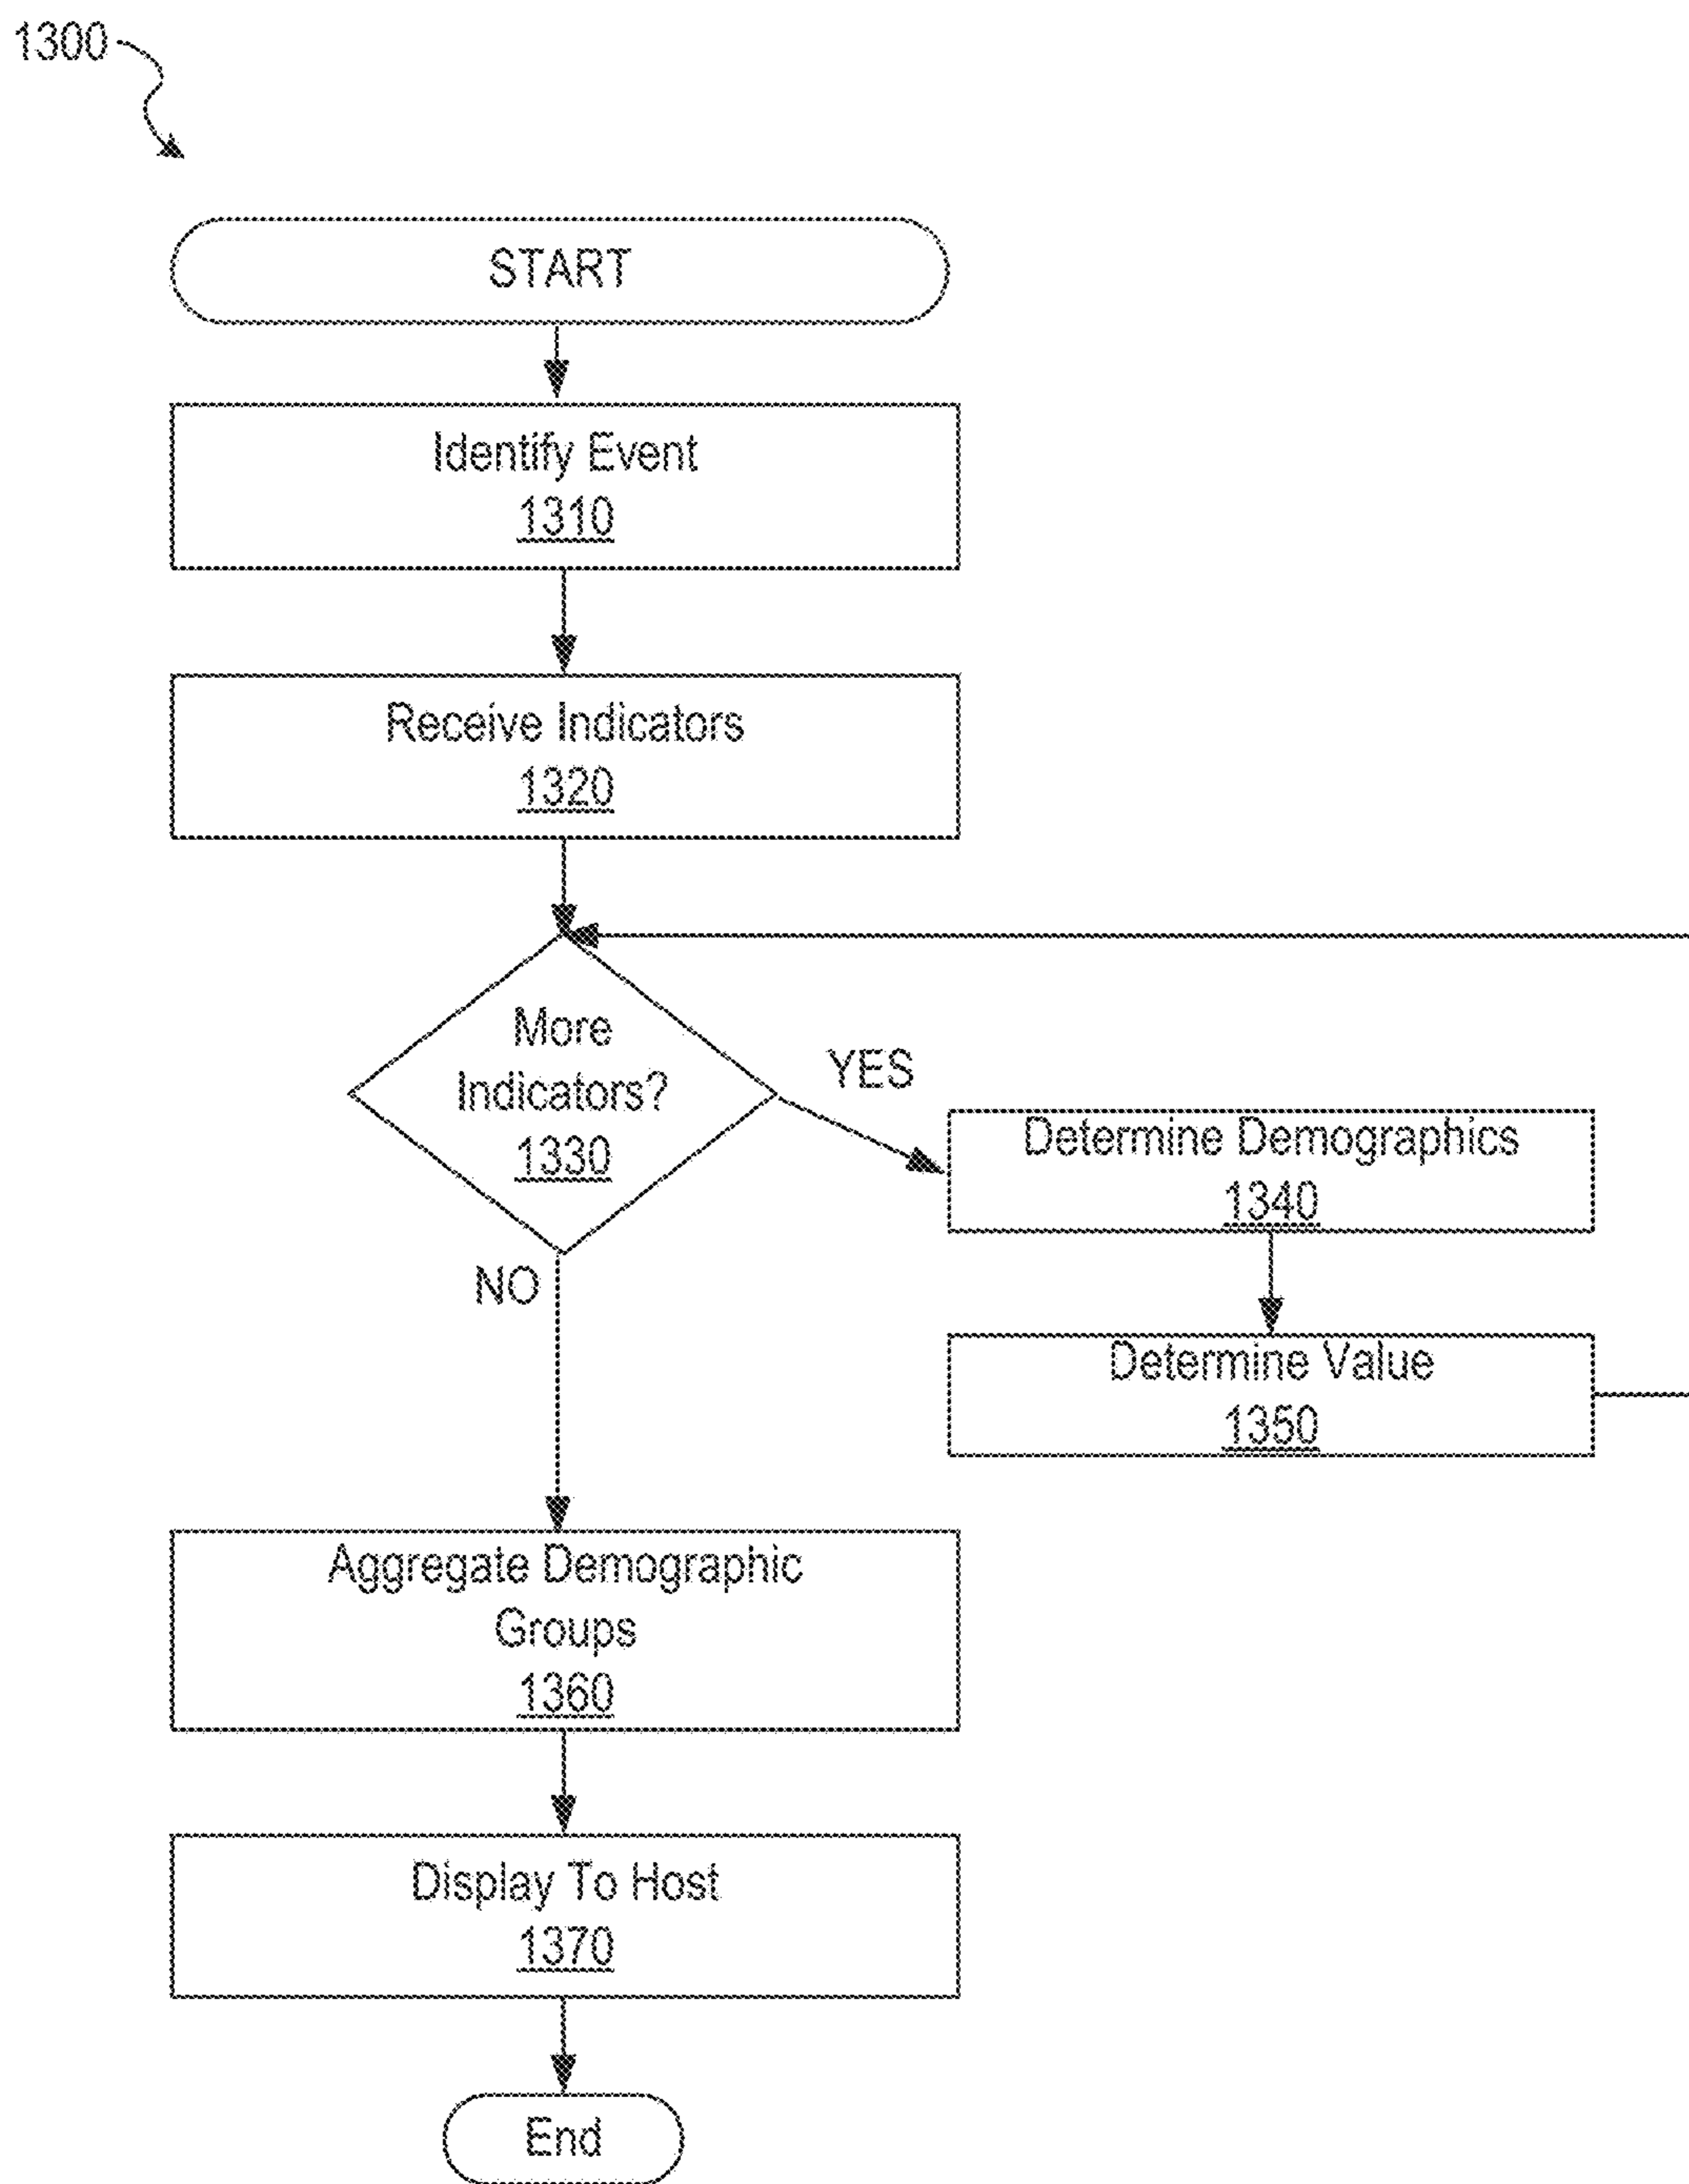 1300
START
Identify Event
1310
Receive Indicators
1320
More
Indicators?
1330
YES
Determine Demographics
1340
NO
Determine Value
1350
Aggregate Demographic
Groups
1360
Display To Host
1370
End